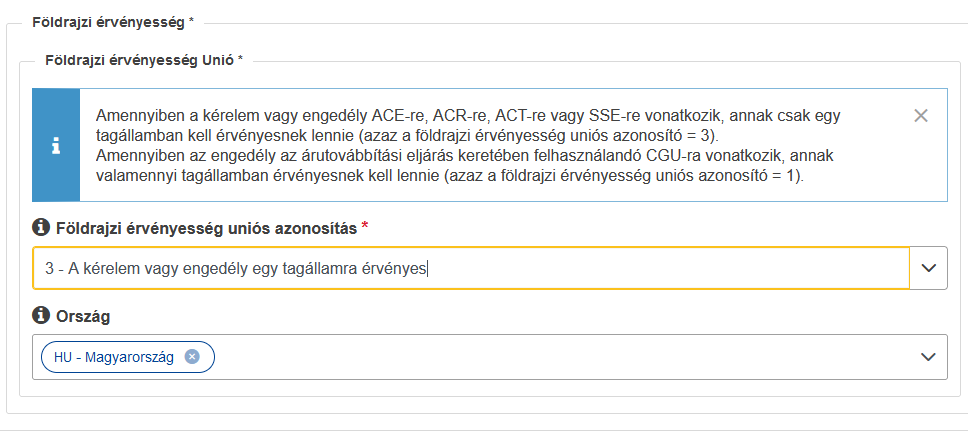 Földrajzi érvényesség *
Földrajzi érvényesség Unió *
Amennyiben a kérelem vagy engedély ACE-re, ACR-re, ACT-re vagy SSE-re vonatkozik, annak csak egy
tagállamban kell érvényesnek lennie (azaz a földrajzi érvényesség uniós azonosító = 3).
Amennyiben az engedély az árutovábbítási eljárás keretében felhasználandó CGU-ra vonatkozik, annak
valamennyi tagállamban érvényesnek kell lennie (azaz a földrajzi érvényesség uniós azonosító = 1).
Földrajzi érvényesség uniós azonosítás *
3 - A kérelem vagy engedély egy tagállamra érvényes
Ország
HU - Magyarország